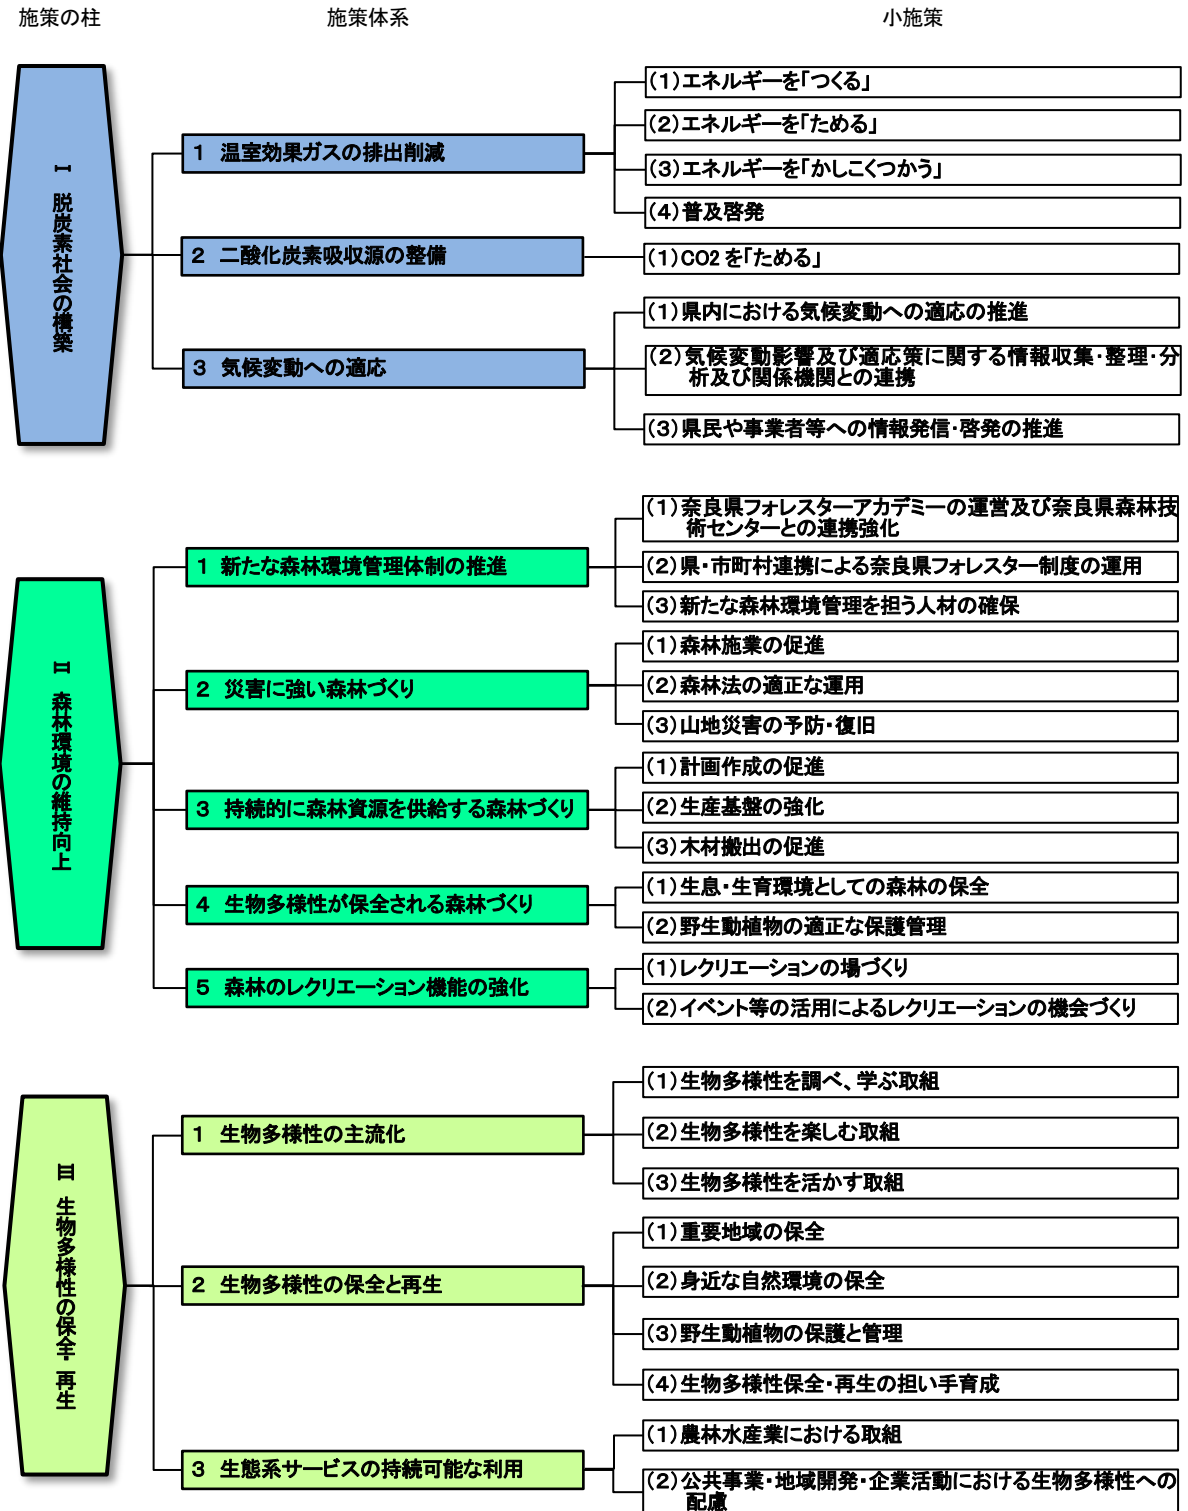 施策の柱
施策体系
小施策
Ⅰ 脱炭素社会の構築
1 温室効果ガスの排出削減
(1)エネルギーを「つくる」
(2)エネルギーを「ためる」
(3)エネルギーを「かしこくつかう」
(4)普及啓発
2 二酸化炭素吸収源の整備
(1)CO2を「ためる」
3 気候変動への適応
(1)県内における気候変動への適応の推進
(2)気候変動影響及び適応策に関する情報収集・整理・分
析及び関係機関との連携
(3)県民や事業者等への情報発信・啓発の推進
Ⅱ 森林環境の維持向上
1 新たな森林環境管理体制の推進
(1)奈良県フォレスターアカデミーの運営及び奈良県森林技
術センターとの連携強化
(2)県・市町村連携による奈良県フォレスター制度の運用
(3)新たな森林環境管理を担う人材の確保
2 災害に強い森林づくり
(1)森林施業の促進
(2)森林法の適正な運用
(3)山地災害の予防・復旧
3 持続的に森林資源を供給する森林づくり
(1)計画作成の促進
(2)生産基盤の強化
(3)木材搬出の促進
4 生物多様性が保全される森林づくり
(1)生息・生育環境としての森林の保全
(2)野生動植物の適正な保護管理
5 森林のレクリエーション機能の強化
(1)レクリエーションの場づくり
(2)イベント等の活用によるレクリエーションの機会づくり
Ⅲ 生物多様性の保全・再生
1 生物多様性の主流化
(1)生物多様性を調べ、学ぶ取組
(2)生物多様性を楽しむ取組
(3)生物多様性を活かす取組
2 生物多様性の保全と再生
(1)重要地域の保全
(2)身近な自然環境の保全
(3)野生動植物の保護と管理
(4)生物多様性保全・再生の担い手育成
3 生態系サービスの持続可能な利用
(1)農林水産業における取組
(2)公共事業・地域開発・企業活動における生物多様性への
配慮